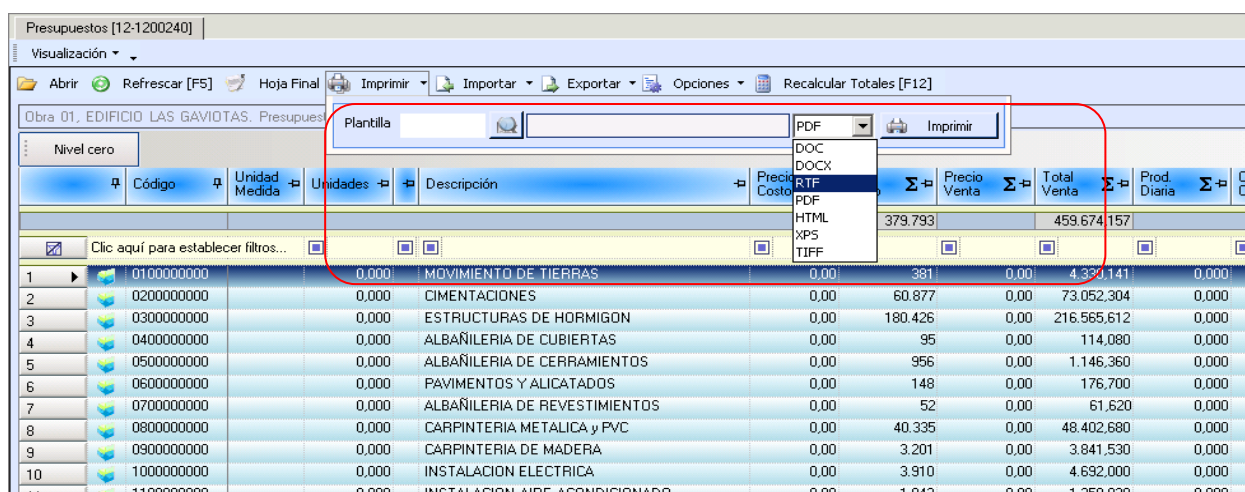 Presupuestos [12-1200240]
Visualización
Abrir Refrescar [F5] Hoja Final Imprimir Importar Exportar Opciones Recalcular Totales [F12]
Obra 01, EDIFICIO LAS GAVIOTAS.
Plantilla PDF Imprimir
DOC
DOCX
RTF
PDF
HTML
XPS
TIFF
Nivel cero
Código Unidad Medida Unidades Descripción Precio Costo Σ Precio Venta Σ Total Venta Σ Prod. Diaria Σ
379.793 459.674,157
Clic aquí para establecer filtros...
1 0100000000 0,000 MOVIMIENTO DE TIERRAS 0,00 381 0,00 4.330,141 0,000
2 0200000000 0,000 CIMENTACIONES 0,00 60.877 0,00 73.052,304 0,000
3 0300000000 0,000 ESTRUCTURAS DE HORMIGON 0,00 180.426 0,00 216.565,612 0,000
4 0400000000 0,000 ALBAÑILERIA DE CUBIERTAS 0,00 95 0,00 114,080 0,000
5 0500000000 0,000 ALBAÑILERIA DE CERRAMIENTOS 0,00 956 0,00 1.146,360 0,000
6 0600000000 0,000 PAVIMENTOS Y ALICATADOS 0,00 148 0,00 176,700 0,000
7 0700000000 0,000 ALBAÑILERIA DE REVESTIMIENTOS 0,00 52 0,00 61,620 0,000
8 0800000000 0,000 CARPINTERIA METALICA y PVC 0,00 40.335 0,00 48.402,680 0,000
9 0900000000 0,000 CARPINTERIA DE MADERA 0,00 3.201 0,00 3.841,530 0,000
10 1000000000 0,000 INSTALACION ELECTRICA 0,00 3.910 0,00 4.692,000 0,000